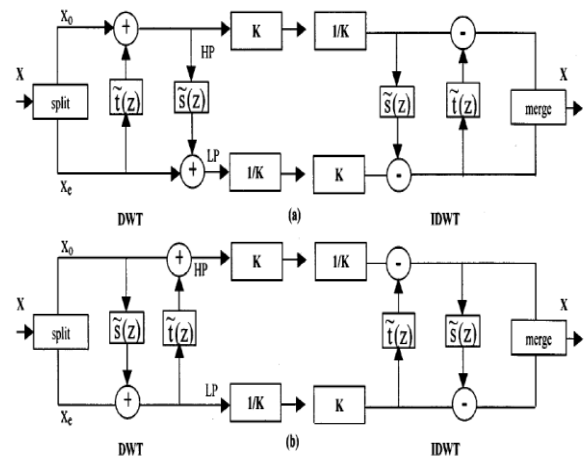 X₀
X
split
+
t̃(z)
HP
s̃(z)
+
LP
Xₑ
K
1/K
1/K
K
s̃(z)
-
-
t̃(z)
merge
X
DWT
(a)
IDWT
X₀
X
split
s̃(z)
+
+
HP
t̃(z)
LP
Xₑ
K
1/K
1/K
K
-
t̃(z)
s̃(z)
-
merge
X
DWT
(b)
IDWT